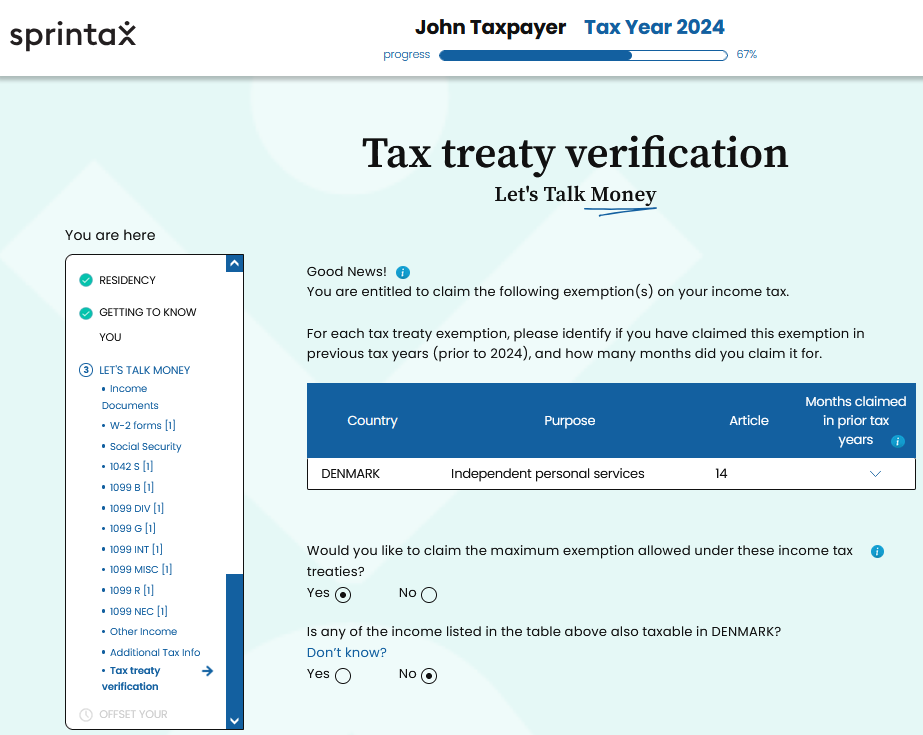 sprintax
John Taxpayer Tax Year 2024
progress 67%
Tax treaty verification
Let's Talk Money
You are here
RESIDENCY
GETTING TO KNOW
YOU
3 LET'S TALK MONEY
• Income
Documents
• W-2 forms [1]
• Social Security
• 1042 S [1]
• 1099 B [1]
• 1099 DIV [1]
• 1099 G [1]
• 1099 INT [1]
• 1099 MISC [1]
• 1099 R [1]
• 1099 NEC [1]
• Other Income
• Additional Tax Info
• Tax treaty
verification
OFFSET YOUR
Good News! i
You are entitled to claim the following exemption(s) on your income tax.
For each tax treaty exemption, please identify if you have claimed this exemption in
previous tax years (prior to 2024), and how many months did you claim it for.
Country Purpose Article Months claimed
in prior tax
years i
DENMARK Independent personal services 14
Would you like to claim the maximum exemption allowed under these income tax i
treaties?
Yes No
Is any of the income listed in the table above also taxable in DENMARK?
Don't know?
Yes No